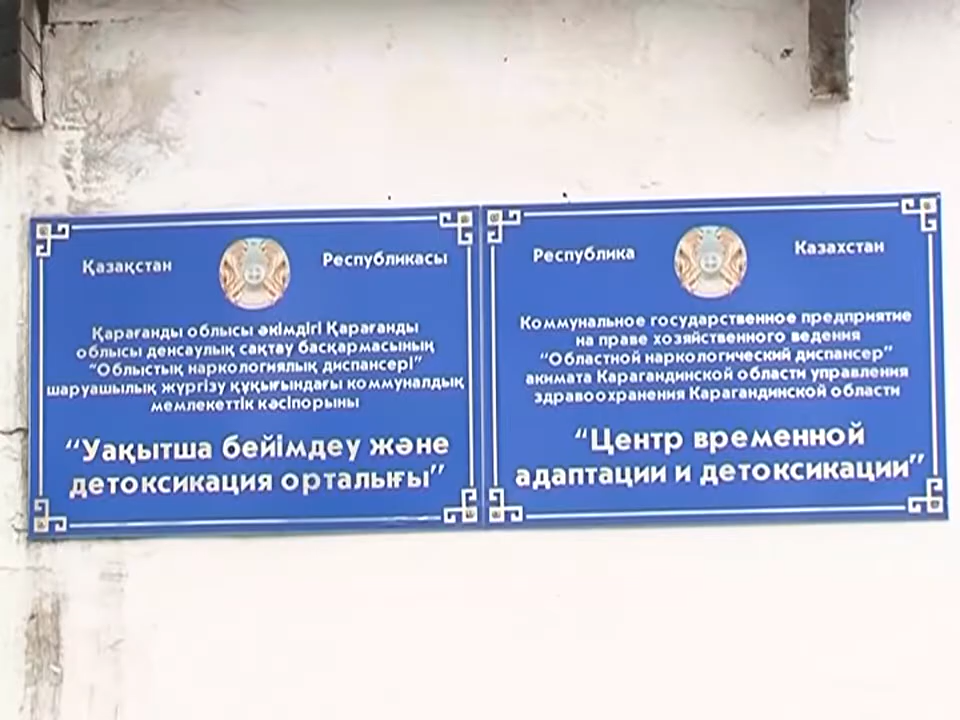 Қазақстан Республикасы
Қарағанды облысы әкімдігі Қарағанды
облысы денсаулық сақтау басқармасының
“Облыстық наркологиялық диспансері”
шаруашылық жүргізу құқығындағы коммуналдық
мемлекеттік кәсіпорыны
“Уақытша бейімдеу және
детоксикация орталығы”
Республика Казахстан
Коммунальное государственное предприятие
на праве хозяйственного ведения
“Областной наркологический диспансер”
акимата Карагандинской области управления
здравоохранения Карагандинской области
“Центр временной
адаптации и детоксикации”